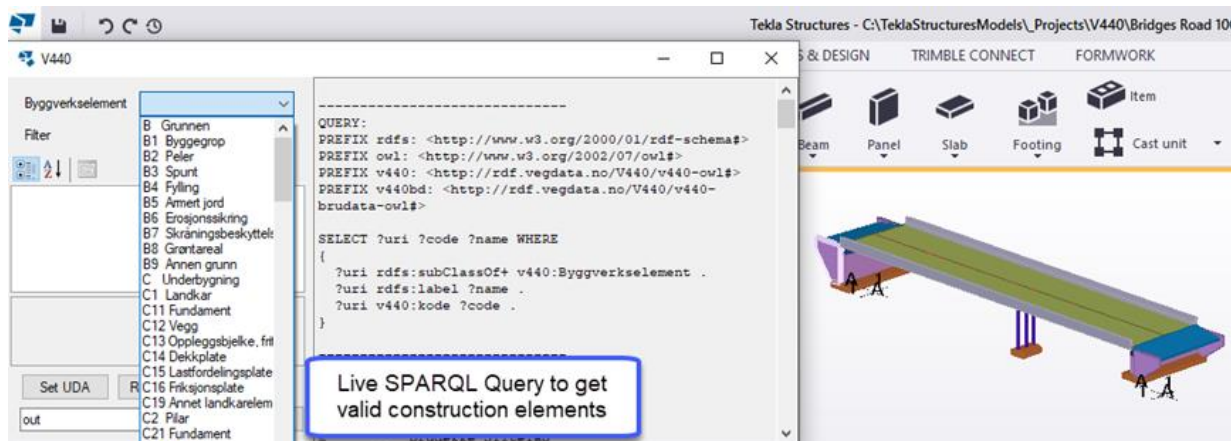 Tekla Structures - C:\TeklaStructuresModels\_Projects\V440\Bridges Road 10
V440
S & DESIGN TRIMBLE CONNECT FORMWORK
Item
Beam Panel Slab Footing Cast unit
Byggverkselement
Filter
B Grunnen
B1 Byggegrop
B2 Peler
B3 Spunt
B4 Fylling
B5 Armert jord
B6 Erosjonssikring
B7 Skråningsbeskyttels
B8 Grøntareal
B9 Annen grunn
C Underbygning
C1 Landkar
C11 Fundament
C12 Vegg
C13 Oppleggsbjelke, frit
C14 Dekkplate
C15 Lastfordelingsplate
C16 Friksjonsplate
C19 Annet landkarelem
C2 Pilar
C21 Fundament
Set UDA R
out
------------------------------
QUERY:
PREFIX rdfs: <http://www.w3.org/2000/01/rdf-schema#>
PREFIX owl: <http://www.w3.org/2002/07/owl#>
PREFIX v440: <http://rdf.vegdata.no/V440/v440-owl#>
PREFIX v440bd: <http://rdf.vegdata.no/V440/v440-
brudata-owl#>
SELECT ?uri ?code ?name WHERE
{
?uri rdfs:subClassOf+ v440:Byggverkselement .
?uri rdfs:label ?name .
?uri v440:kode ?code .
}
------------------------------
Live SPARQL Query to get
valid construction elements